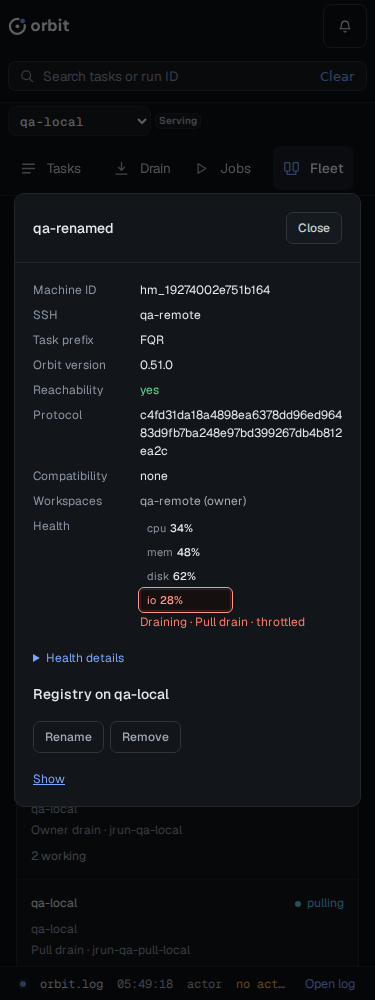 orbit
Search tasks or run ID Clear
qa-local Serving
Tasks Drain Jobs Fleet
qa-renamed Close
Machine ID hm_19274002e751b164
SSH qa-remote
Task prefix FQR
Orbit version 0.51.0
Reachability yes
Protocol c4fd31da18a4898ea6378dd96ed964
83d9fb7ba248e97bd399267db4b812
ea2c
Compatibility none
Workspaces qa-remote (owner)
Health cpu 34%
mem 48%
disk 62%
io 28%
Draining · Pull drain · throttled
Health details
Registry on qa-local
Rename Remove
Show
qa-local
Owner drain · jrun-qa-local
2 working
qa-local pulling
qa-local
Pull drain · jrun-qa-pull-local
orbit.log 05:49:18 actor no act… Open log